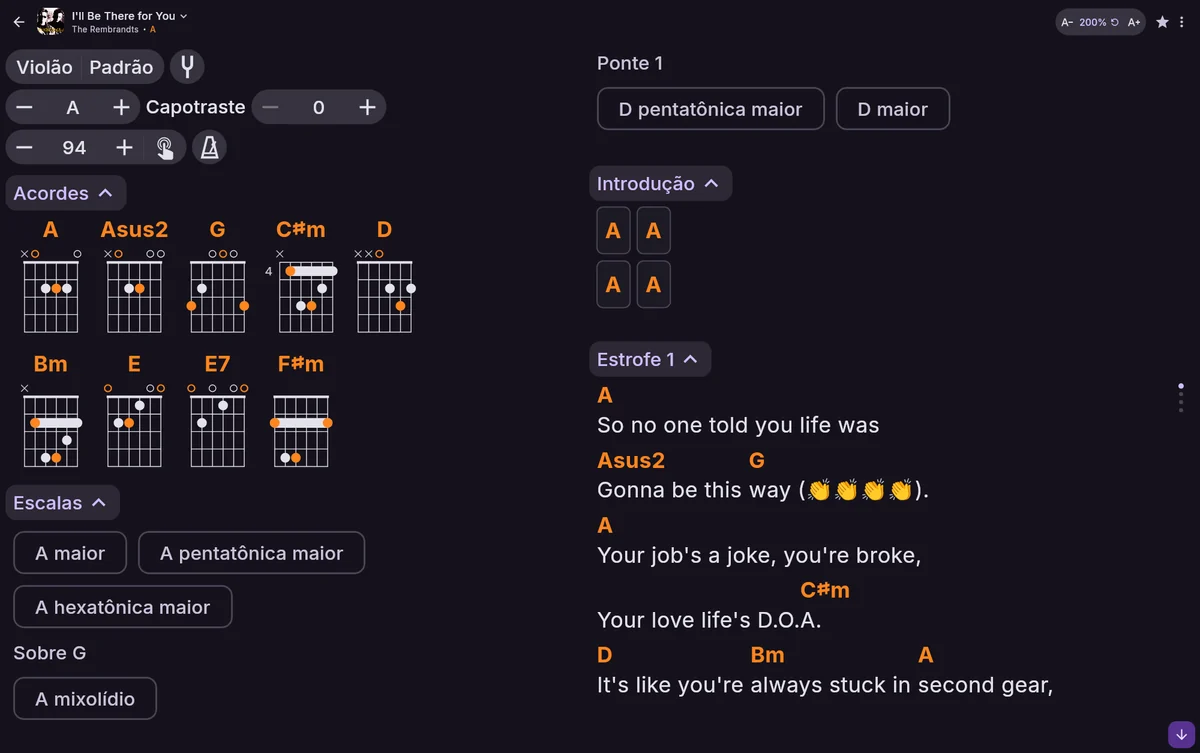 I'll Be There for You
The Rembrandts • A
A- 200% A+
Violão Padrão
− A + Capotraste − 0 +
− 94 +
Acordes
A Asus2 G C#m D
4
Bm E E7 F#m
Escalas
A maior A pentatônica maior
A hexatônica maior
Sobre G
A mixolídio
Ponte 1
D pentatônica maior D maior
Introdução
A A
A A
Estrofe 1
A
So no one told you life was
Asus2 G
Gonna be this way (👏👏👏👏).
A
Your job's a joke, you're broke,
C#m
Your love life's D.O.A.
D Bm A
It's like you're always stuck in second gear,